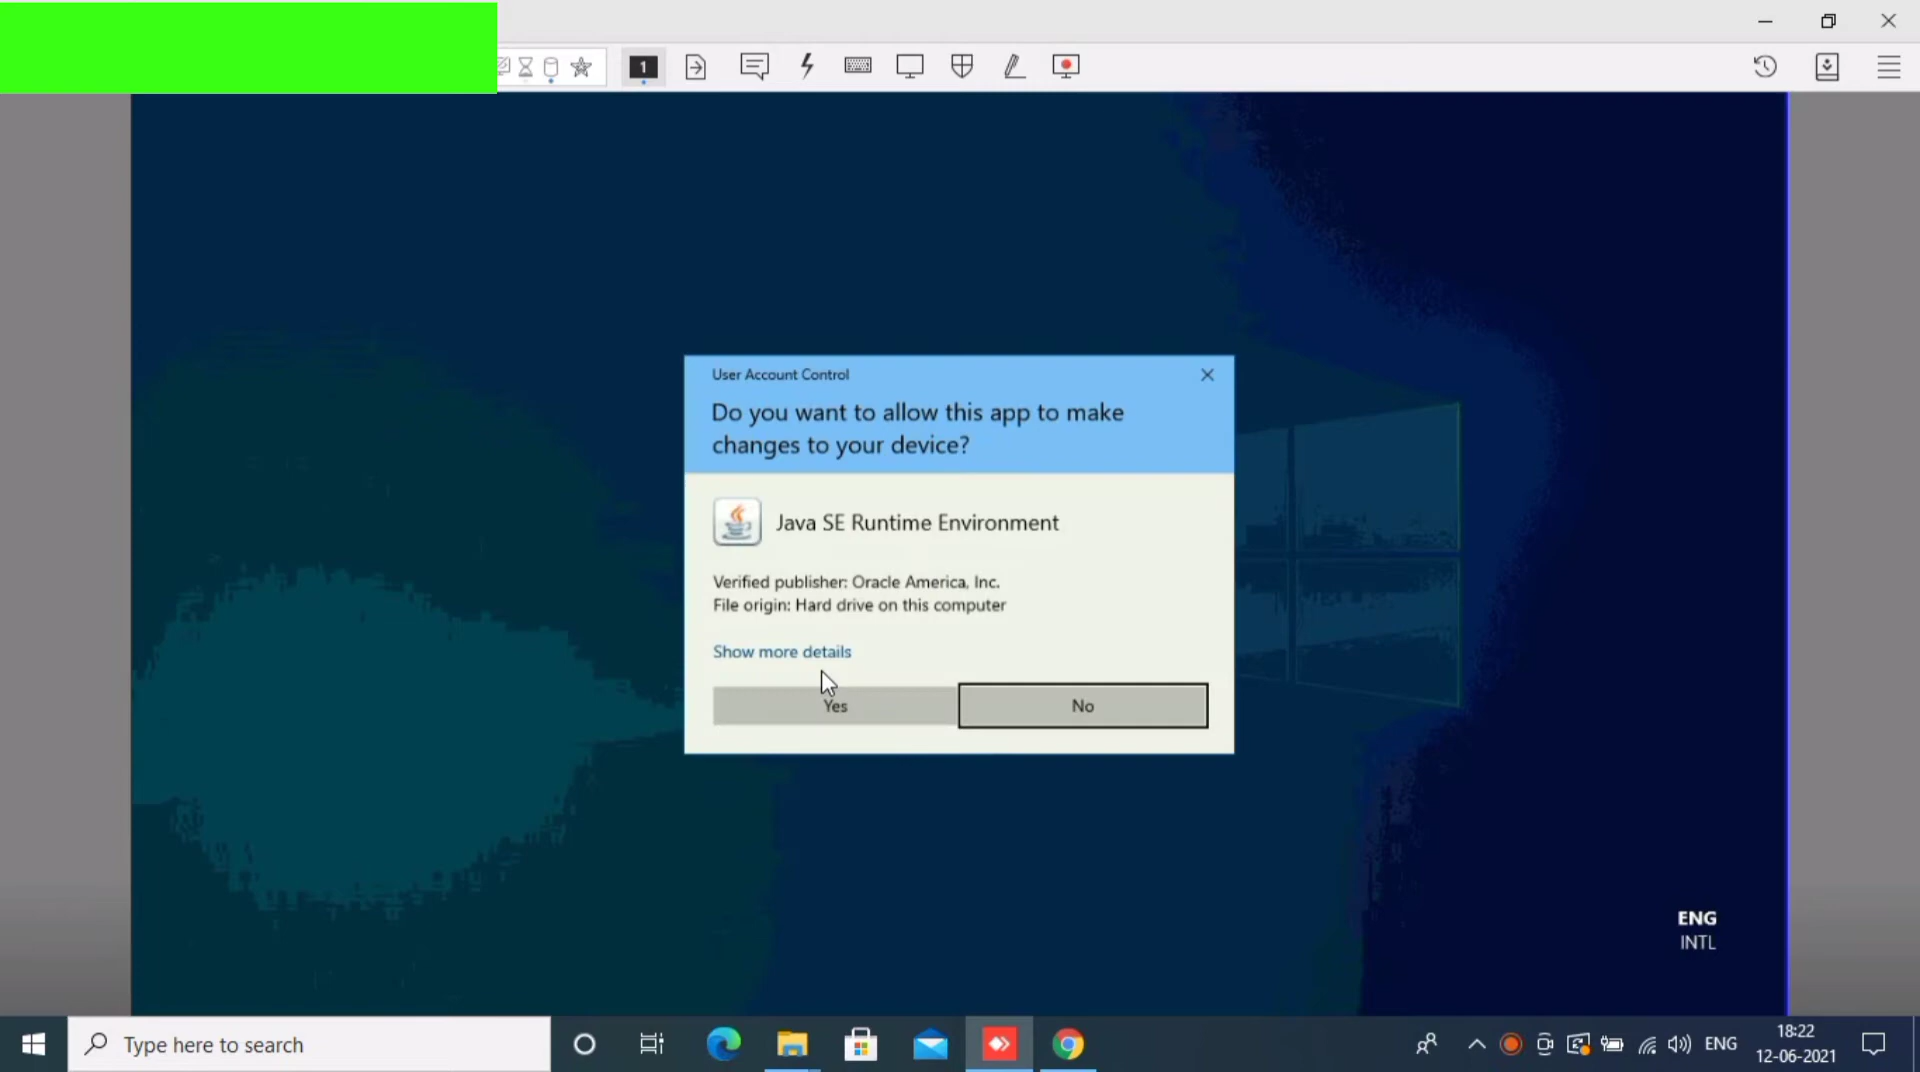 1
User Account Control
Do you want to allow this app to make
changes to your device?
Java SE Runtime Environment
Verified publisher: Oracle America, Inc.
File origin: Hard drive on this computer
Show more details
Yes
No
ENG
INTL
Type here to search
ENG
18:22
12-06-2021